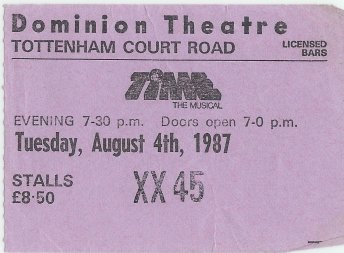 Dominion Theatre
TOTTENHAM COURT ROAD
LICENSED
BARS
TIME
THE MUSICAL
EVENING 7-30 p.m. Doors open 7-0 p.m.
Tuesday, August 4th, 1987
STALLS
£8·50
XX 45